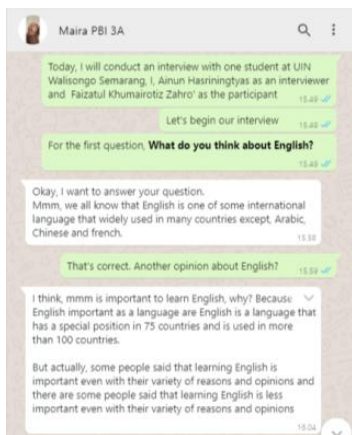 Maira PBI 3A
Today, I will conduct an interview with one student at UIN
Walisongo Semarang, I, Ainun Hasriningtyas as an interviewer
and Faizatul Khumairotiz Zahro' as the participant
15.49
Let's begin our interview
15.49
For the first question, What do you think about English?
15.49
Okay, I want to answer your question.
Mmm, we all know that English is one of some international
language that widely used in many countries except, Arabic,
Chinese and french.
15.58
That's correct. Another opinion about English?
15.59
I think, mmm is important to learn English, why? Because
English important as a language are English is a language that
has a special position in 75 countries and is used in more
than 100 countries.
But actually, some people said that learning English is
important even with their variety of reasons and opinions and
there are some people said that learning English is less
important even with their variety of reasons and opinions
16.04